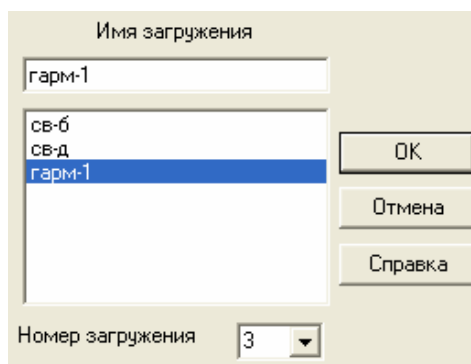 Имя загружения
гарм-1
св-б
св-д
гарм-1
OK
Отмена
Справка
Номер загружения 3